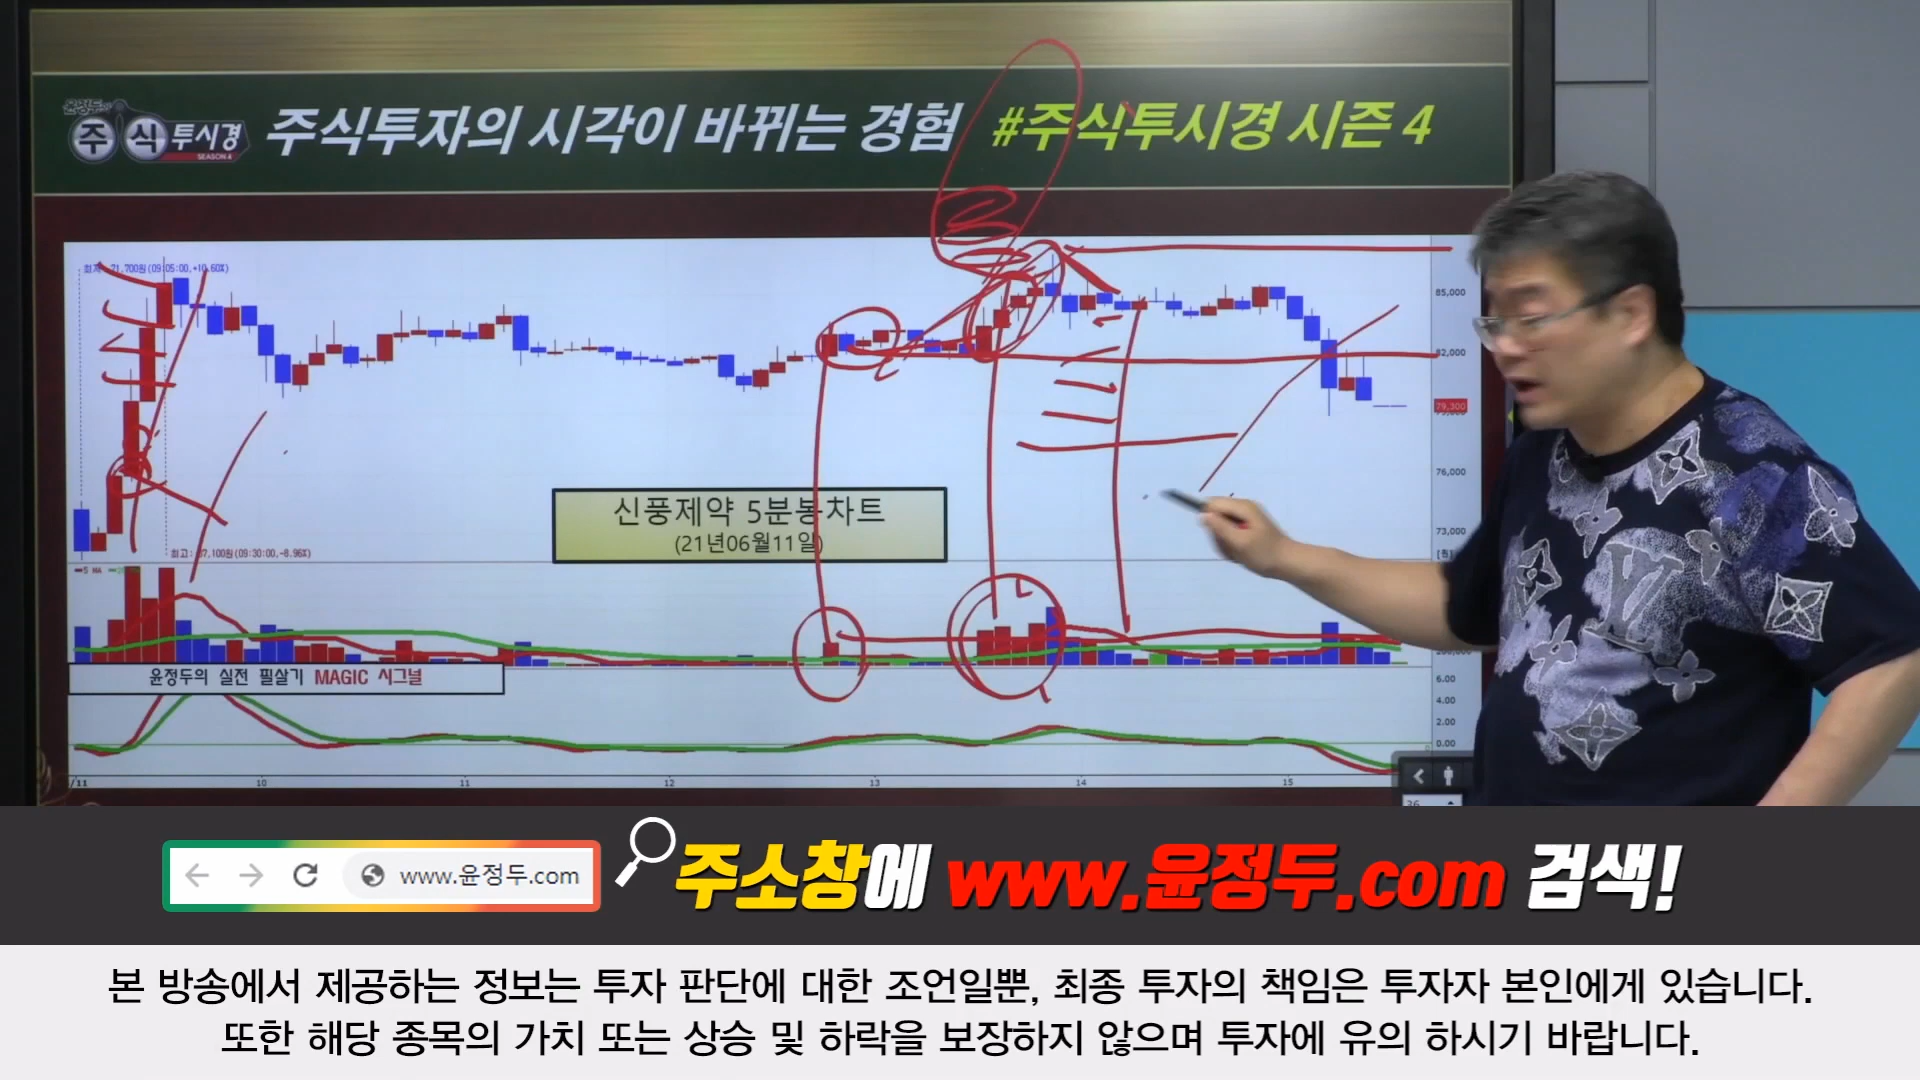 윤정두의
주식투시경
SEASON 4
주식투자의 시각이 바뀌는 경험 #주식투시경 시즌 4
85,000
82,000
79,300
76,000
신풍제약 5분봉차트
(21년06월11일)
73,000
5 MA
윤정두의 실전 필살기 MAGIC 시그널
6.00
4.00
2.00
0.00
/11 10 11 12 13 14 15
www.윤정두.com
주소창에 www.윤정두.com 검색!
본 방송에서 제공하는 정보는 투자 판단에 대한 조언일뿐, 최종 투자의 책임은 투자자 본인에게 있습니다.
또한 해당 종목의 가치 또는 상승 및 하락을 보장하지 않으며 투자에 유의 하시기 바랍니다.